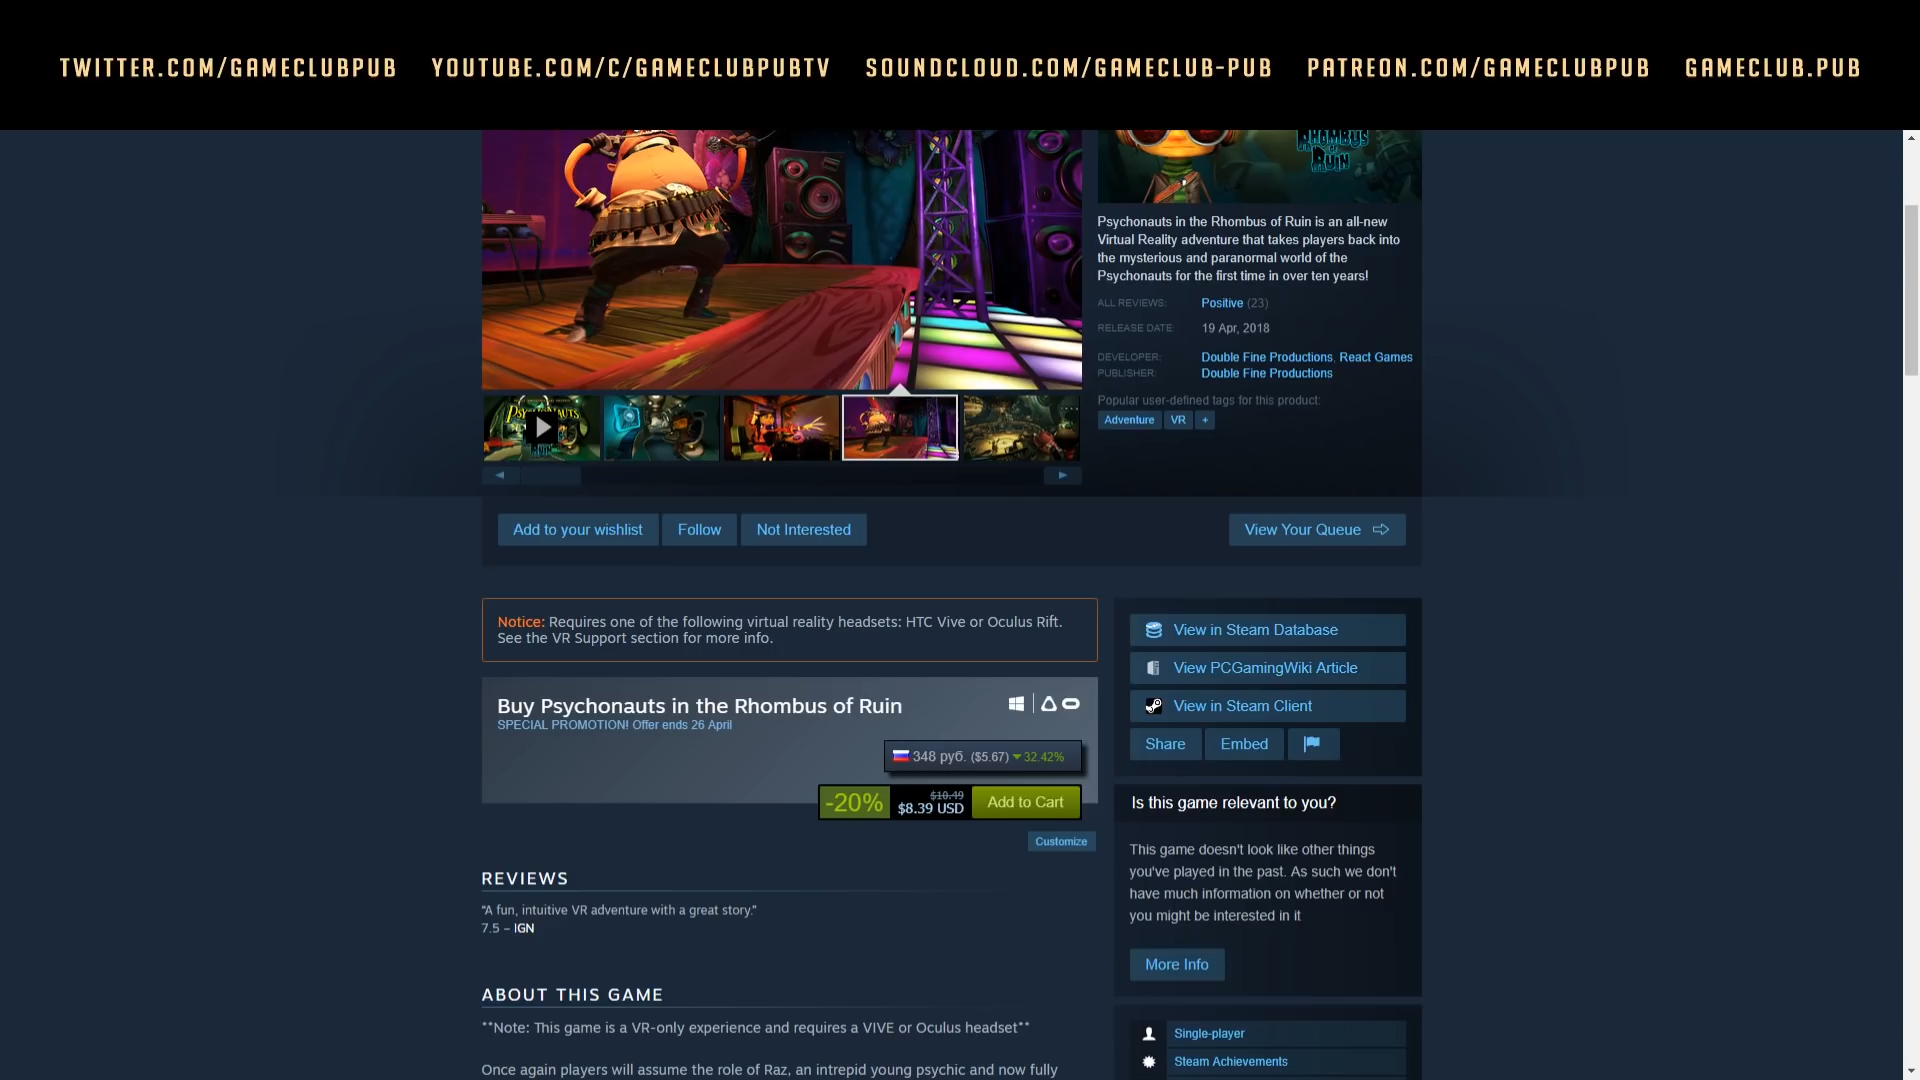 TWITTER.COM/GAMECLUBPUB YOUTUBE.COM/C/GAMECLUBPUBTV SOUNDCLOUD.COM/GAMECLUB-PUB PATREON.COM/GAMECLUBPUB GAMECLUB.PUB
RHOMBUS
OF
RUIN
Psychonauts in the Rhombus of Ruin is an all-new
Virtual Reality adventure that takes players back into
the mysterious and paranormal world of the
Psychonauts for the first time in over ten years!
ALL REVIEWS: Positive (23)
RELEASE DATE: 19 Apr, 2018
DEVELOPER: Double Fine Productions, React Games
PUBLISHER: Double Fine Productions
Popular user-defined tags for this product:
Adventure VR +
PSYCHONAUTS
RUIN
Add to your wishlist Follow Not Interested View Your Queue
Notice: Requires one of the following virtual reality headsets: HTC Vive or Oculus Rift.
See the VR Support section for more info.
Buy Psychonauts in the Rhombus of Ruin
SPECIAL PROMOTION! Offer ends 26 April
348 руб. ($5.67) 32.42%
-20% $10.49 $8.39 USD Add to Cart
Customize
REVIEWS
“A fun, intuitive VR adventure with a great story.”
7.5 – IGN
ABOUT THIS GAME
**Note: This game is a VR-only experience and requires a VIVE or Oculus headset**
Once again players will assume the role of Raz, an intrepid young psychic and now fully
View in Steam Database
View PCGamingWiki Article
View in Steam Client
Share Embed
Is this game relevant to you?
This game doesn't look like other things
you've played in the past. As such we don't
have much information on whether or not
you might be interested in it
More Info
Single-player
Steam Achievements